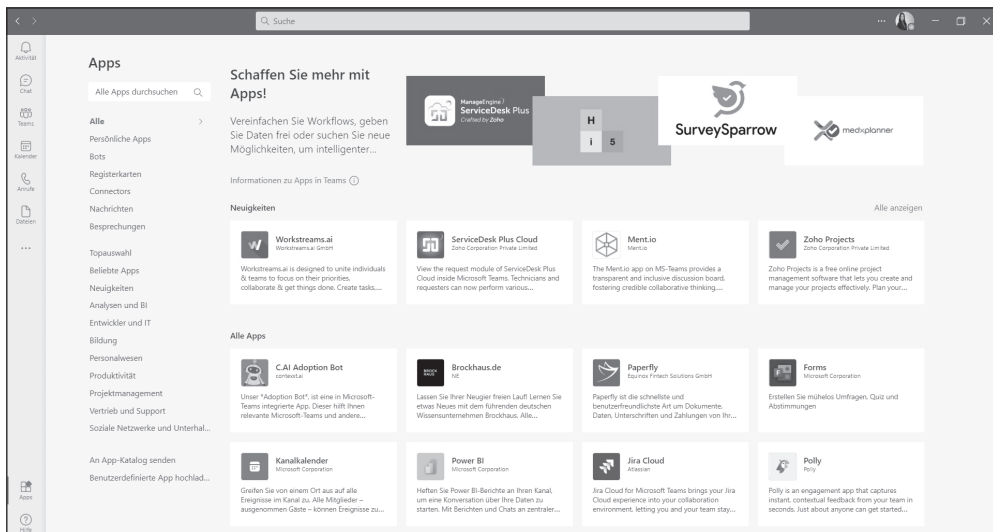 Suche
Aktivität
Chat
Teams
Kalender
Anrufe
Dateien
Apps
Hilfe
Apps
Alle Apps durchsuchen
Alle
Persönliche Apps
Bots
Registerkarten
Connectors
Nachrichten
Besprechungen
Topauswahl
Beliebte Apps
Neuigkeiten
Analysen und BI
Entwickler und IT
Bildung
Personalwesen
Produktivität
Projektmanagement
Vertrieb und Support
Soziale Netzwerke und Unterhal...
An App-Katalog senden
Benutzerdefinierte App hochlad...
Schaffen Sie mehr mit
Apps!
Vereinfachen Sie Workflows, geben
Sie Daten frei oder suchen Sie neue
Möglichkeiten, um intelligenter...
Informationen zu Apps in Teams
ManageEngine
ServiceDesk Plus
Crafted by Zoho
H
i 5
SurveySparrow
medxplanner
Neuigkeiten
Alle anzeigen
Workstreams.ai
Workstreams.ai GmbH
Workstreams.ai is designed to unite individuals
& teams to focus on their priorities,
collaborate & get things done. Create tasks,...
ServiceDesk Plus Cloud
Zoho Corporation Private Limited
View the request module of ServiceDesk Plus
Cloud to inside Microsoft Teams. Technicians and
requesters can now perform various...
Ment.io
Ment.io
The Ment.io app on MS-Teams provides a
transparent and inclusive discussion board,
fostering credible collaborative thinking,...
Zoho Projects
Zoho Corporation Private Limited
Zoho Projects is a free online project
management software that lets you create and
manage your projects effectively. Plan your...
Alle Apps
C.AI Adoption Bot
contexxt.ai
Unser "Adoption Bot", ist eine in Microsoft-
Teams integrierte App. Dieser hilft Ihnen
relevante Microsoft-Teams und andere...
BROCK
HAUS
Brockhaus.de
NE
Lassen Sie Ihrer Neugier freien Lauf! Lernen Sie
etwas Neues mit dem führenden deutschen
Wissensunternehmen Brockhaus. Alle...
Paperfly
Equinox Fintech Solutions GmbH
Paperfly ist die schnellste und
benutzerfreundlichste Art um Dokumente,
Daten, Unterschriften und Zahlungen von Ihr...
Forms
Microsoft Corporation
Erstellen Sie mühelos Umfragen, Quiz und
Abstimmungen
Kanalkalender
Microsoft Corporation
Greifen Sie von einem Ort aus auf alle
Ereignisse im Kanal zu. Alle Mitglieder –
ausgenommen Gäste – können Ereignisse zu...
Power BI
Microsoft Corporation
Heften Sie Power BI-Berichte an Ihren Kanal,
um eine Konversation über Ihre Daten zu
starten. Mit Berichten und Chats an zentraler...
Jira Cloud
Atlassian
Jira Cloud for Microsoft Teams brings your Jira
Cloud experience into your collaboration
environment, letting you and your team stay...
Polly
Polly
Polly is an engagement app that captures
instant, contextual feedback from your team in
seconds. Just about anyone can get started...